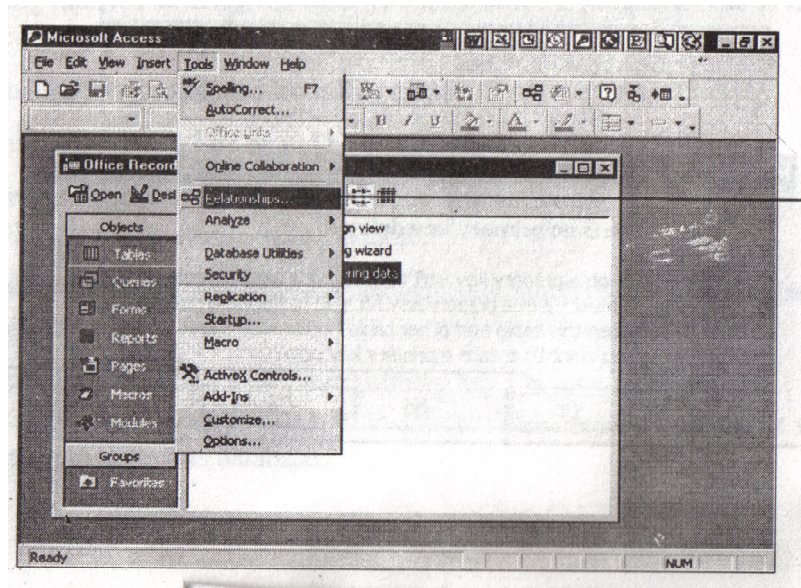 Microsoft Access
File Edit View Insert Tools Window Help
Spelling... F7
AutoCorrect...
Office Links
Online Collaboration
Relationships...
Analyze
Database Utilities
Security
Replication
Startup...
Macro
ActiveX Controls...
Add-Ins
Customize...
Options...
B I U
Office Record
Open Desi
Objects
Tables
Queries
Forms
Reports
Pages
Macros
Modules
Groups
Favorites
gn view
g wizard
ering data
Ready
NUM